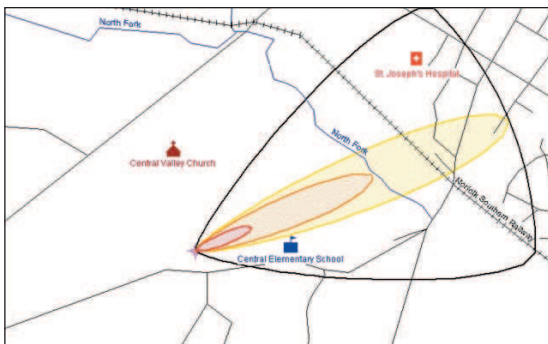 North Fork
St. Joseph's Hospital
North Fork
Central Valley Church
Norfolk Southern Railway
Central Elementary School